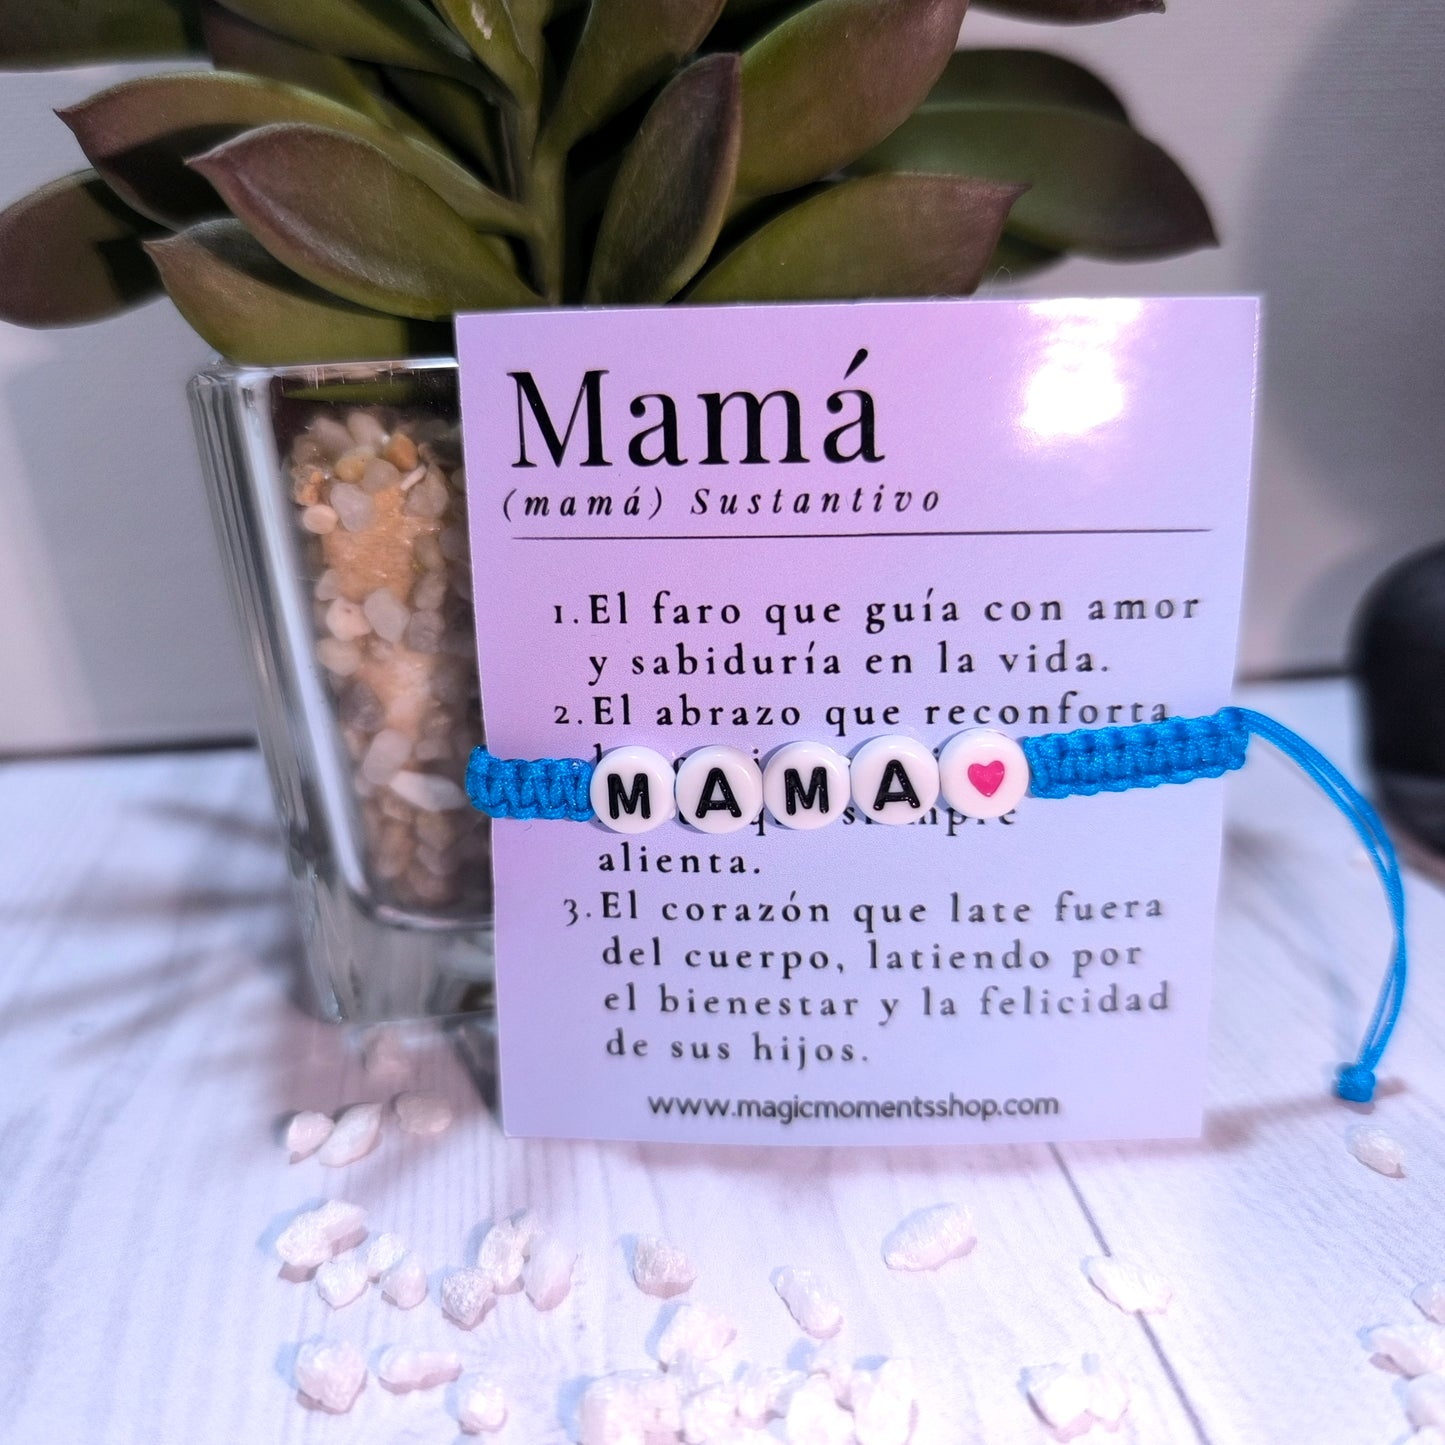 Mamá
(mamá) Sustantivo
1. El faro que guía con amor
y sabiduría en la vida.
2. El abrazo que reconforta
MAMA
alienta.
3. El corazón que late fuera
del cuerpo, latiendo por
el bienestar y la felicidad
de sus hijos.
www.magicmomentsshop.com